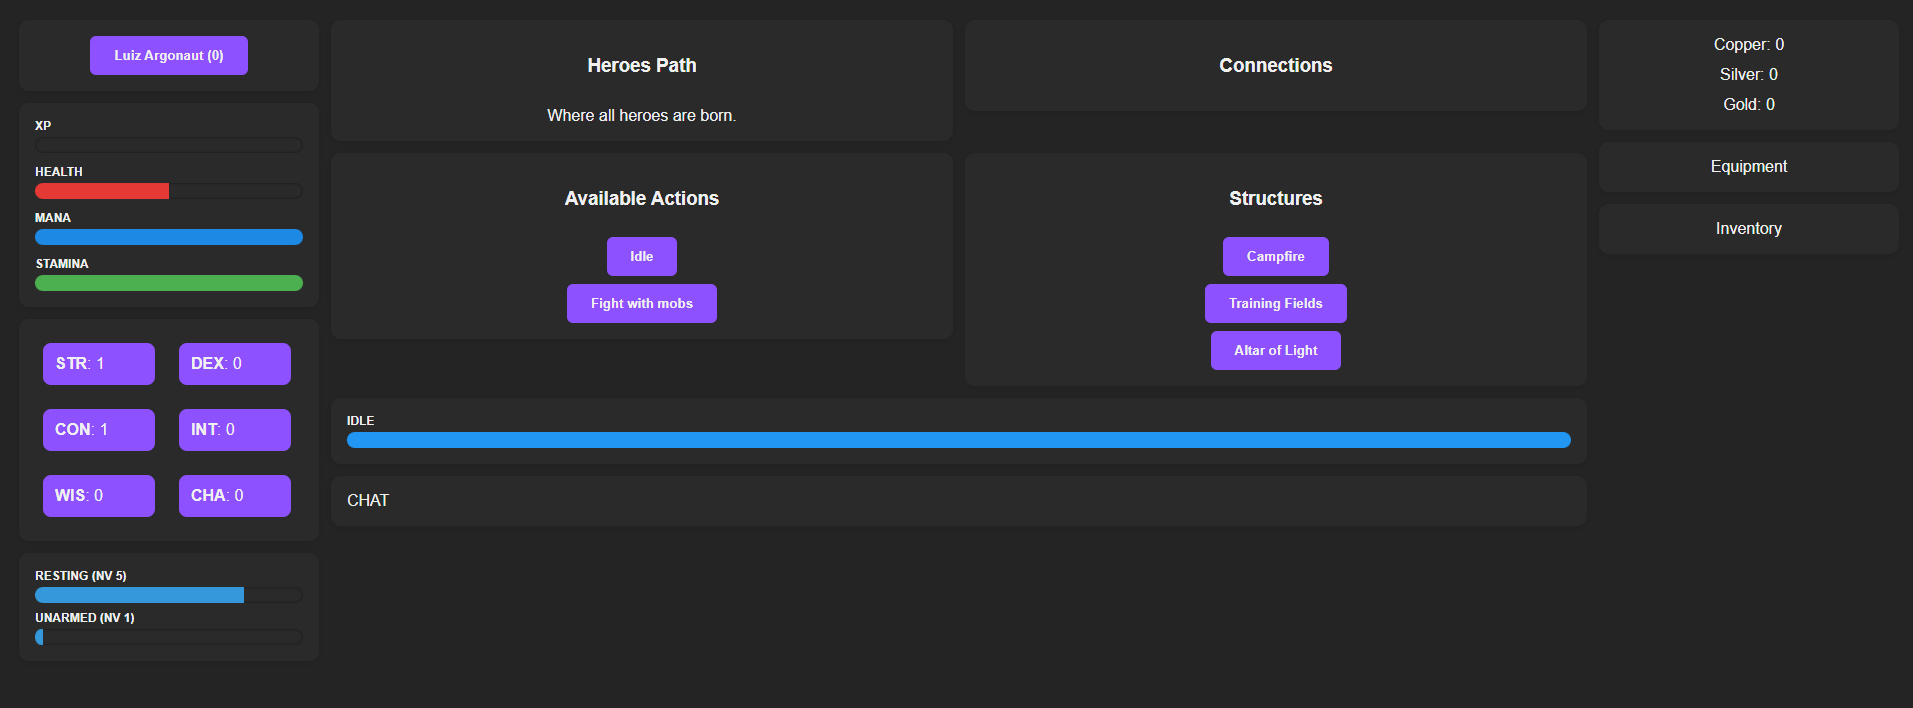 Luiz Argonaut (0)
XP
HEALTH
MANA
STAMINA
STR: 1
DEX: 0
CON: 1
INT: 0
WIS: 0
CHA: 0
RESTING (NV 5)
UNARMED (NV 1)
Heroes Path
Where all heroes are born.
Connections
Available Actions
Idle
Fight with mobs
Structures
Campfire
Training Fields
Altar of Light
IDLE
CHAT
Copper: 0
Silver: 0
Gold: 0
Equipment
Inventory